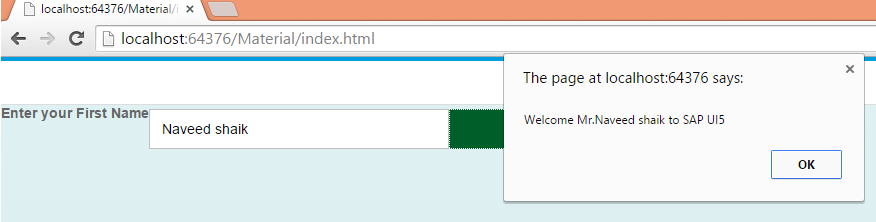 localhost:64376/Material/i
localhost:64376/Material/index.html
The page at localhost:64376 says:
Welcome Mr.Naveed shaik to SAP UI5
OK
Enter your First Name
Naveed shaik